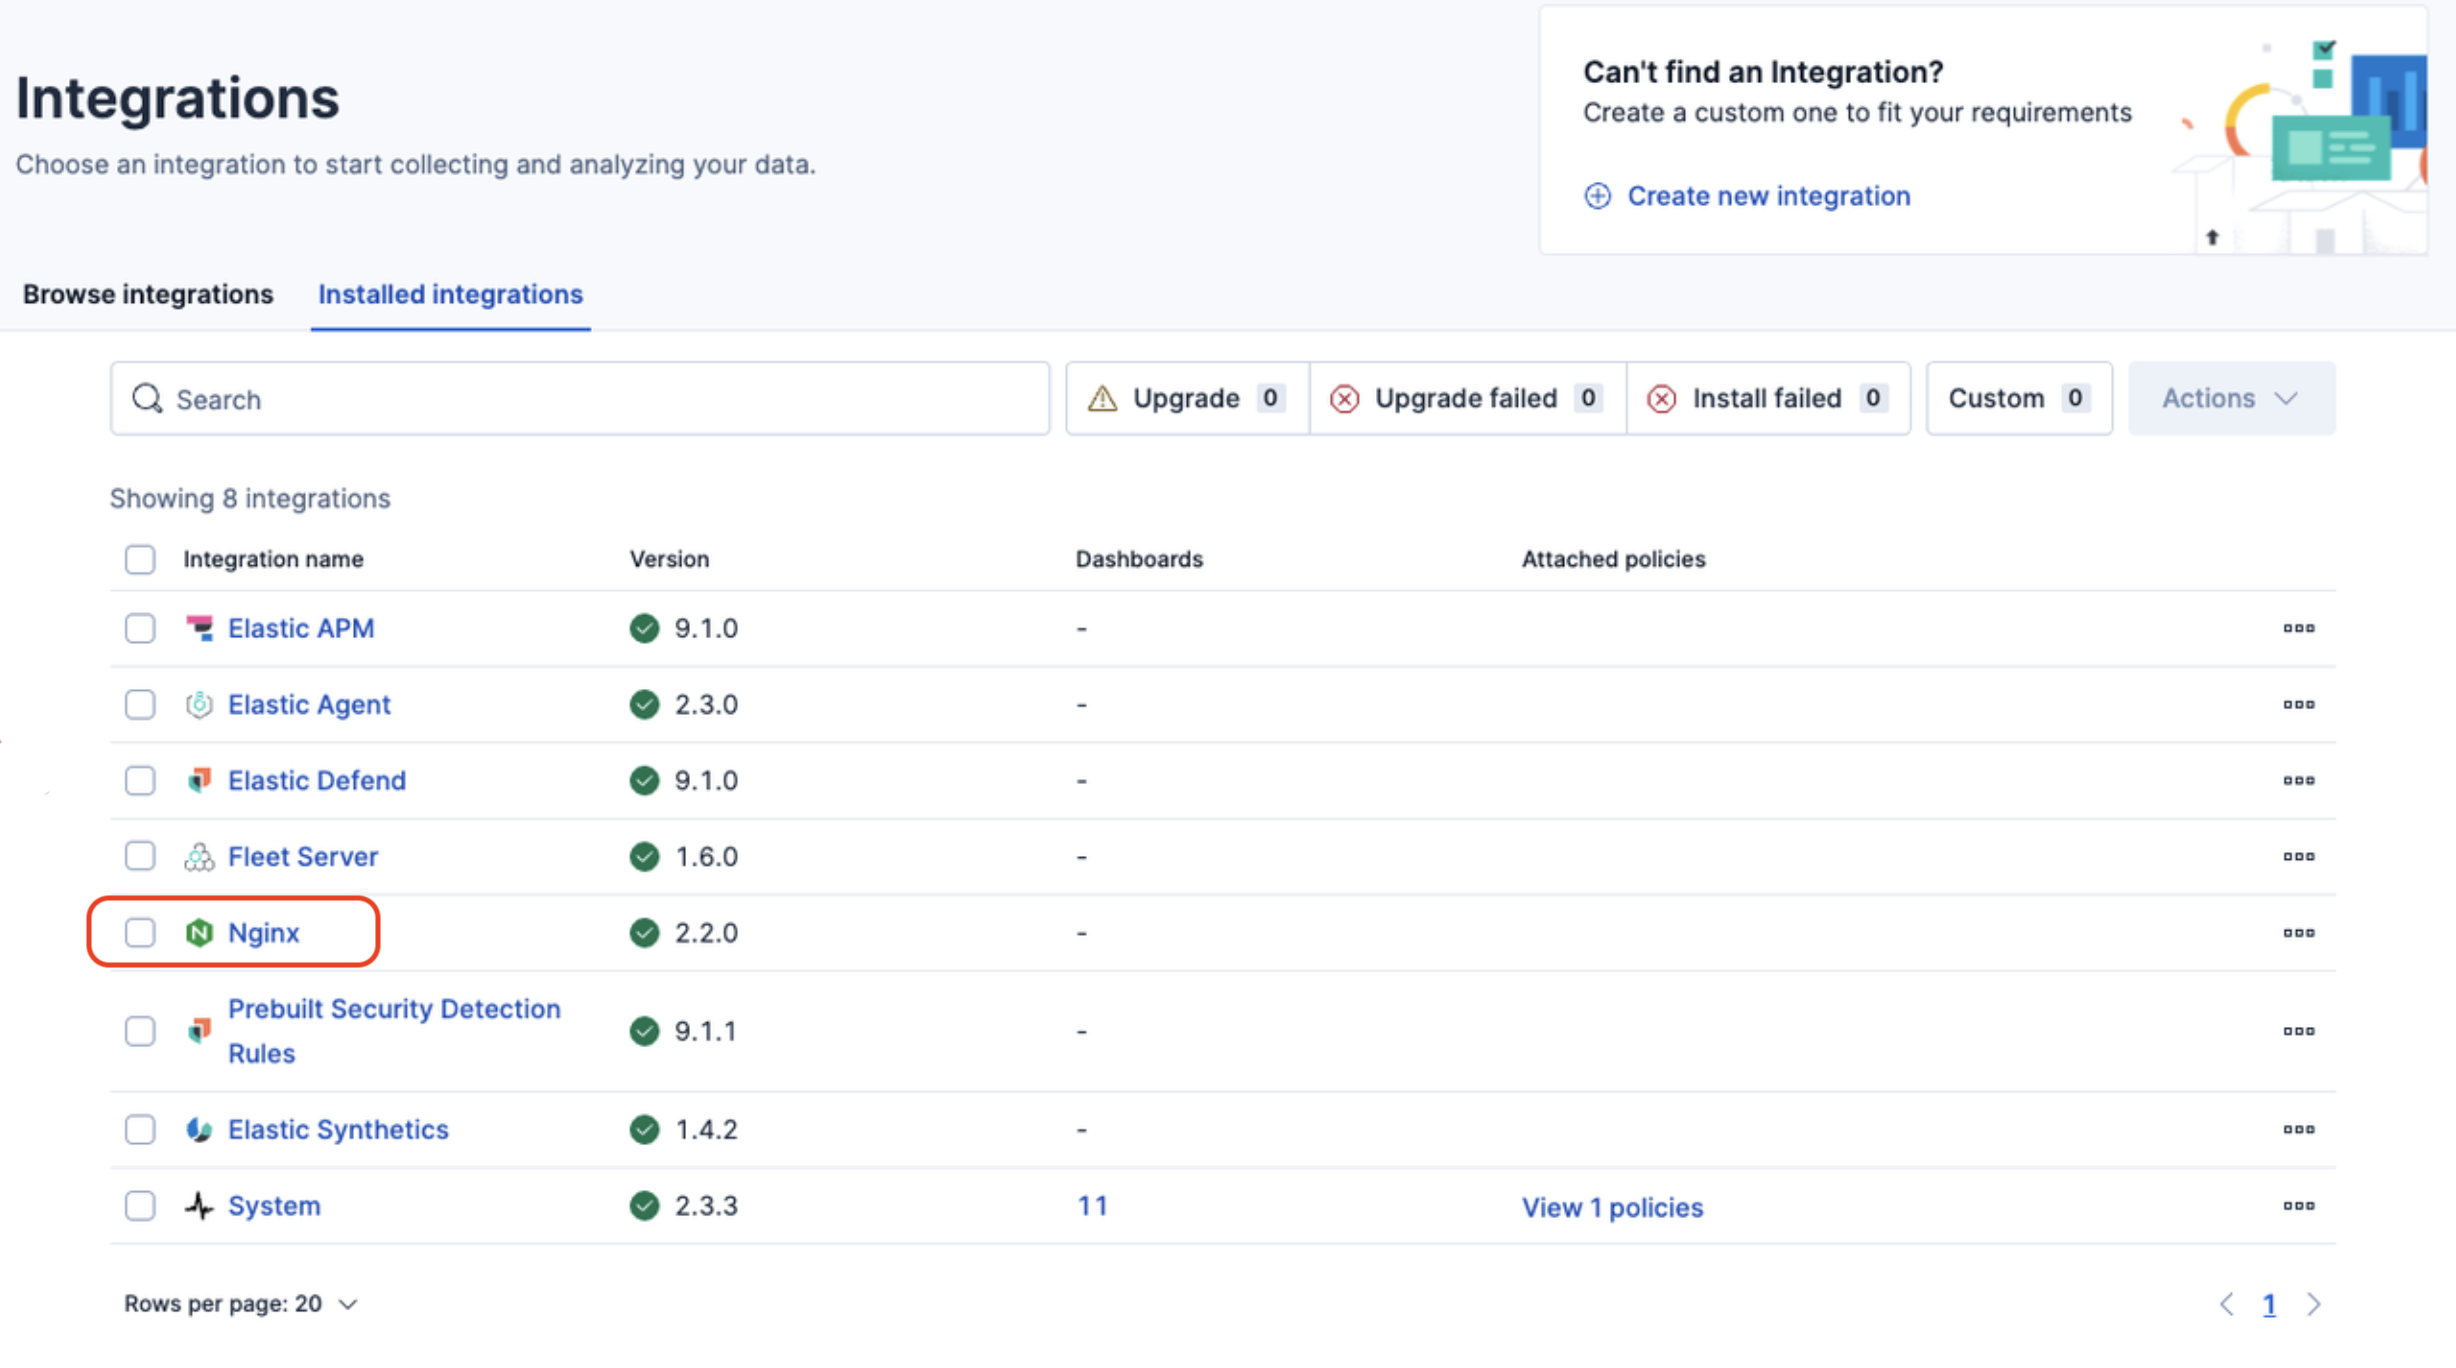 Integrations
Choose an integration to start collecting and analyzing your data.
Can't find an Integration?
Create a custom one to fit your requirements
Create new integration
Browse integrations Installed integrations
Search Upgrade 0 Upgrade failed 0 Install failed 0 Custom 0 Actions
Showing 8 integrations
Integration name Version Dashboards Attached policies
Elastic APM 9.1.0 -
Elastic Agent 2.3.0 -
Elastic Defend 9.1.0 -
Fleet Server 1.6.0 -
Nginx 2.2.0 -
Prebuilt Security Detection
Rules 9.1.1 -
Elastic Synthetics 1.4.2 -
System 2.3.3 11 View 1 policies
Rows per page: 20 1